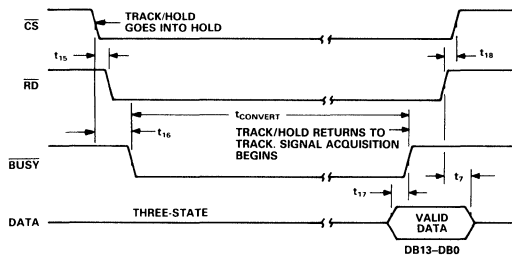 TRACK/HOLD
GOES INTO HOLD
CS
t15
t18
RD
tCONVERT
t16
TRACK/HOLD RETURNS TO
TRACK. SIGNAL ACQUISITION
BEGINS
BUSY
t17
t7
THREE-STATE
DATA
VALID
DATA
DB13–DB0